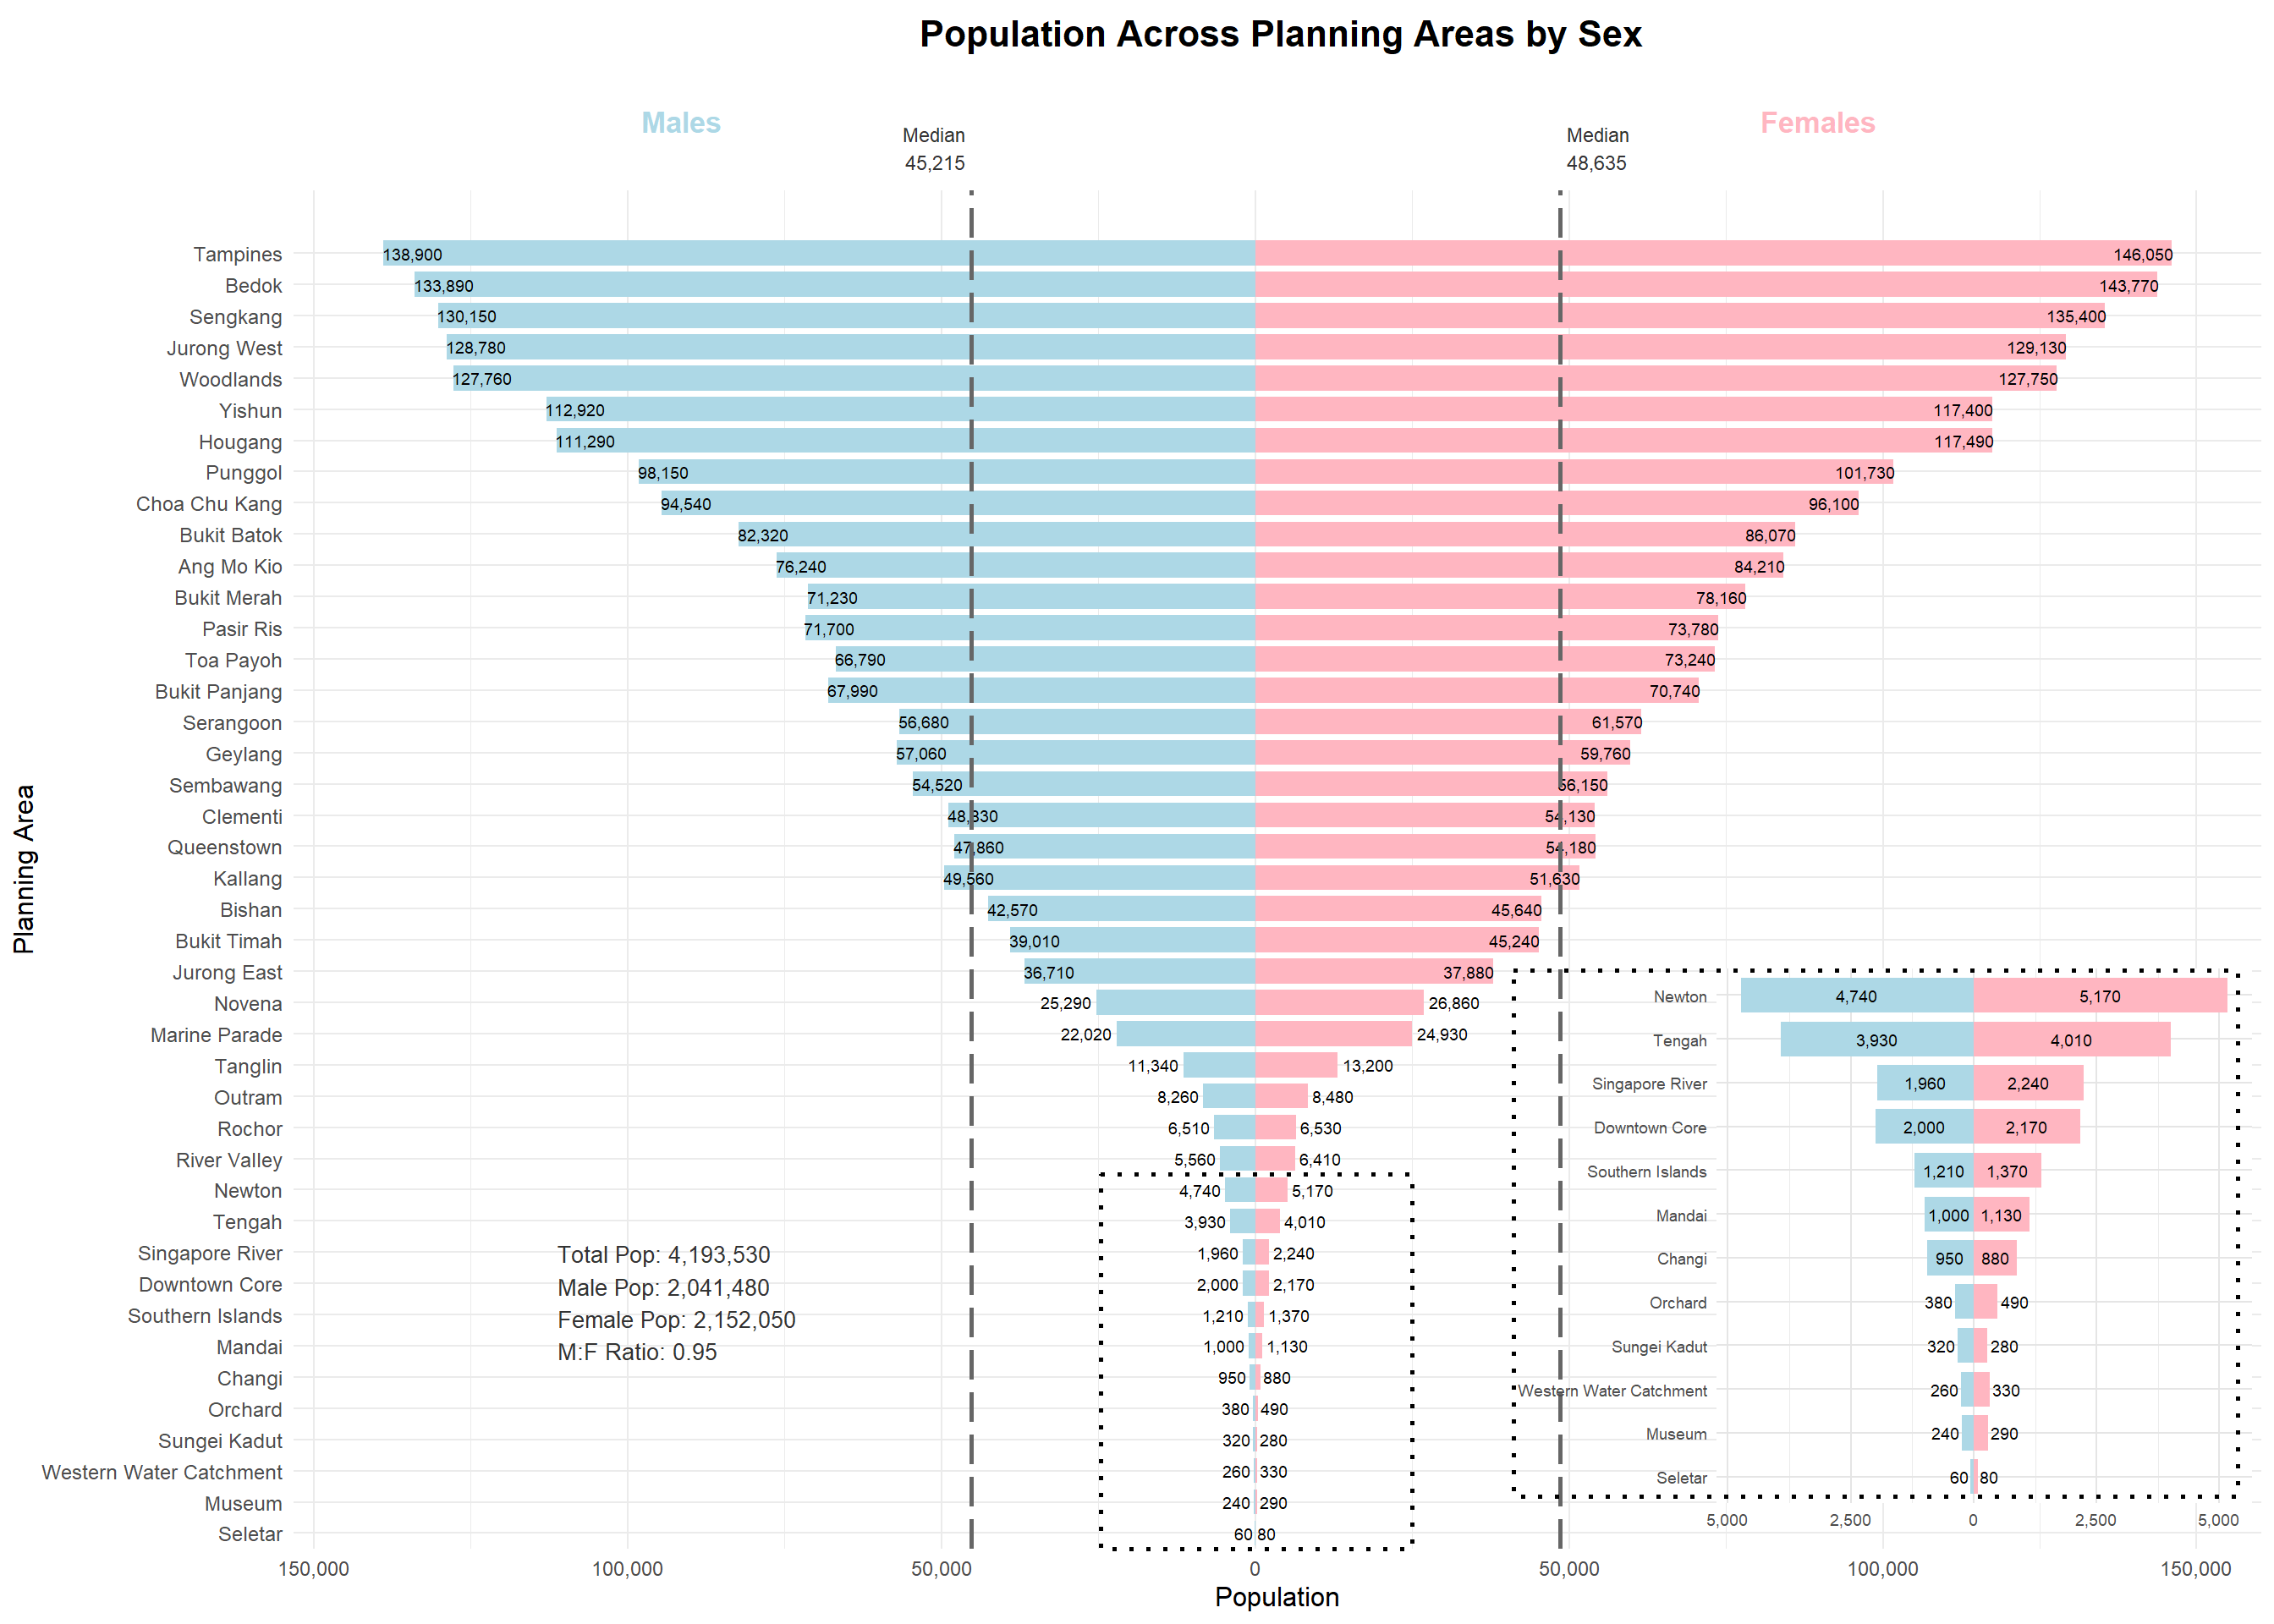 Population Across Planning Areas by Sex
Males
Females
Median
45,215
Median
48,635
Planning Area
Tampines 138,900 146,050
Bedok 133,890 143,770
Sengkang 130,150 135,400
Jurong West 128,780 129,130
Woodlands 127,760 127,750
Yishun 112,920 117,400
Hougang 111,290 117,490
Punggol 98,150 101,730
Choa Chu Kang 94,540 96,100
Bukit Batok 82,320 86,070
Ang Mo Kio 76,240 84,210
Bukit Merah 71,230 78,160
Pasir Ris 71,700 73,780
Toa Payoh 66,790 73,240
Bukit Panjang 67,990 70,740
Serangoon 56,680 61,570
Geylang 57,060 59,760
Sembawang 54,520 56,150
Clementi 48,830 54,130
Queenstown 47,860 54,180
Kallang 49,560 51,630
Bishan 42,570 45,640
Bukit Timah 39,010 45,240
Jurong East 36,710 37,880
Novena 25,290 26,860
Marine Parade 22,020 24,930
Tanglin 11,340 13,200
Outram 8,260 8,480
Rochor 6,510 6,530
River Valley 5,560 6,410
Newton 4,740 5,170
Tengah 3,930 4,010
Singapore River 1,960 2,240
Downtown Core 2,000 2,170
Southern Islands 1,210 1,370
Mandai 1,000 1,130
Changi 950 880
Orchard 380 490
Sungei Kadut 320 280
Western Water Catchment 260 330
Museum 240 290
Seletar 60 80
Total Pop: 4,193,530
Male Pop: 2,041,480
Female Pop: 2,152,050
M:F Ratio: 0.95
Newton 4,740 5,170
Tengah 3,930 4,010
Singapore River 1,960 2,240
Downtown Core 2,000 2,170
Southern Islands 1,210 1,370
Mandai 1,000 1,130
Changi 950 880
Orchard 380 490
Sungei Kadut 320 280
Western Water Catchment 260 330
Museum 240 290
Seletar 60 80
5,000 2,500 0 2,500 5,000
150,000 100,000 50,000 0 50,000 100,000 150,000
Population